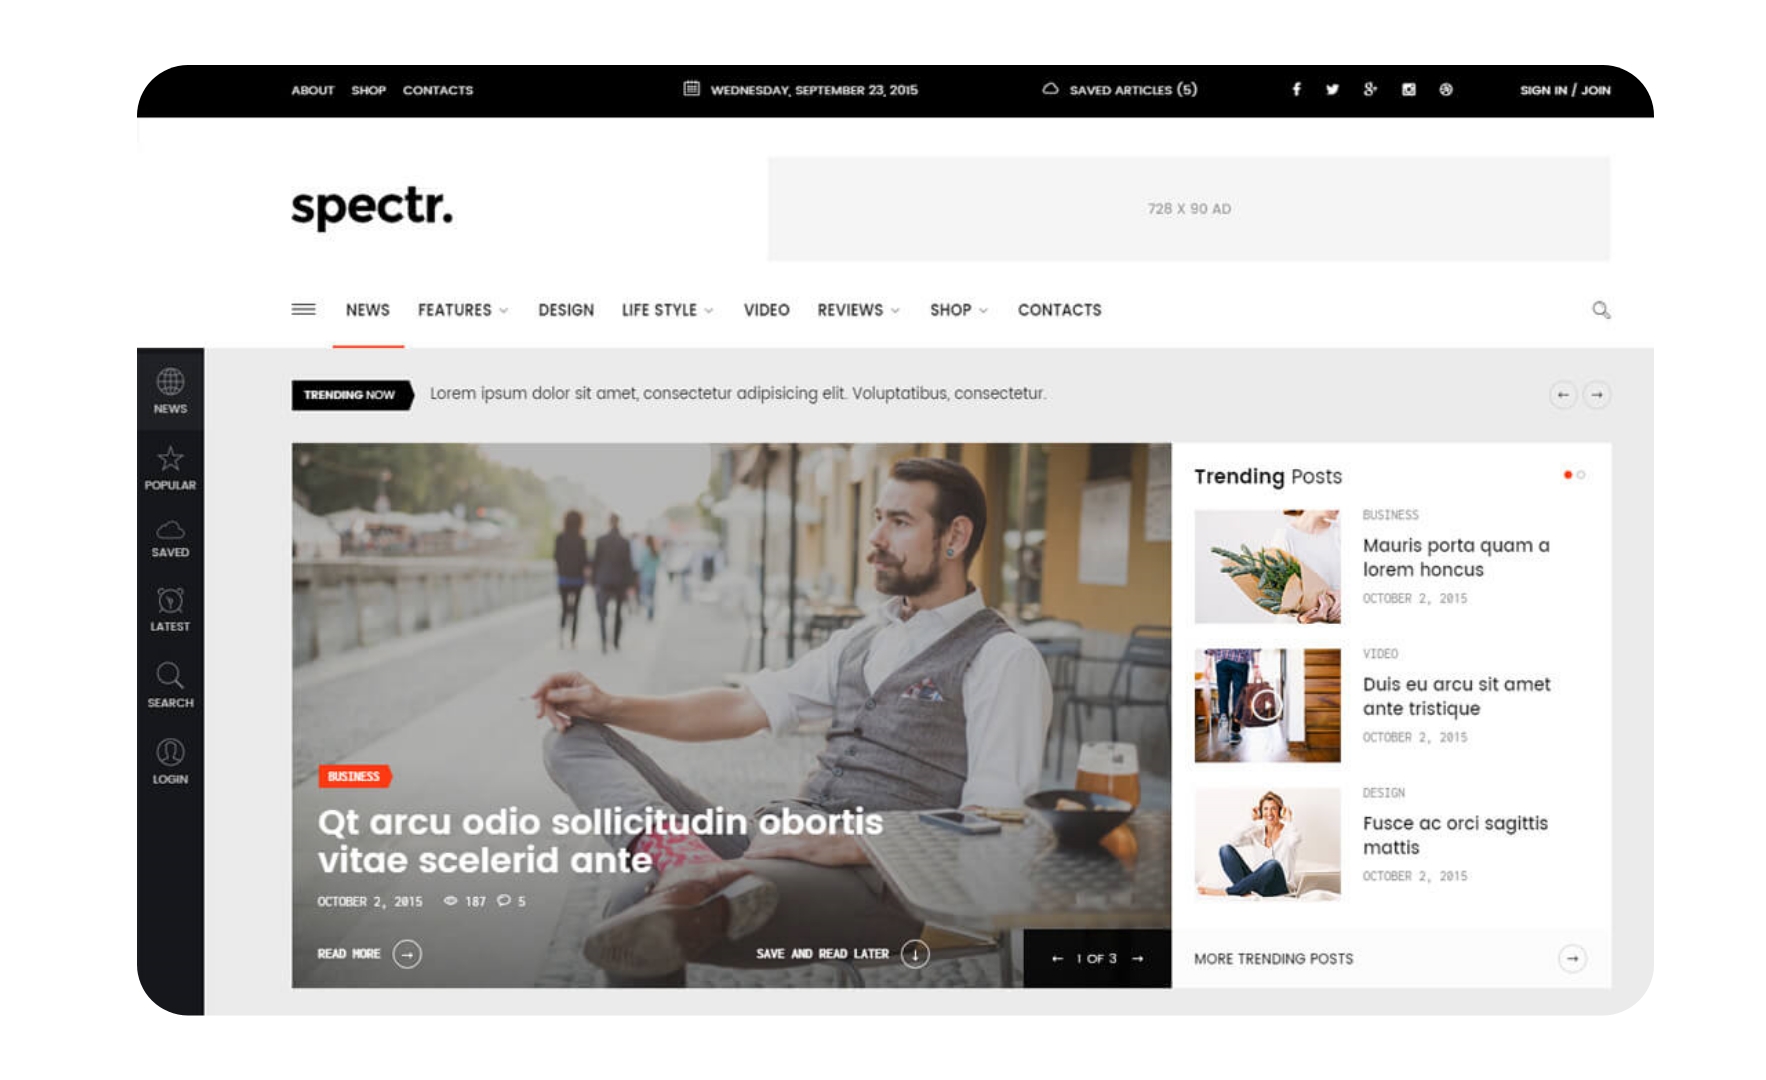 ABOUT SHOP CONTACTS WEDNESDAY, SEPTEMBER 23, 2015 SAVED ARTICLES (5) SIGN IN / JOIN
spectr.
728 X 90 AD
NEWS FEATURES DESIGN LIFE STYLE VIDEO REVIEWS SHOP CONTACTS
NEWS
POPULAR
SAVED
LATEST
SEARCH
LOGIN
TRENDING NOW Lorem ipsum dolor sit amet, consectetur adipisicing elit. Voluptatibus, consectetur.
BUSINESS
Qt arcu odio sollicitudin obortis
vitae scelerid ante
OCTOBER 2, 2015 187 5
READ MORE → SAVE AND READ LATER ↓
← 1 OF 3 →
Trending Posts
BUSINESS
Mauris porta quam a
lorem honcus
OCTOBER 2, 2015
VIDEO
Duis eu arcu sit amet
ante tristique
OCTOBER 2, 2015
DESIGN
Fusce ac orci sagittis
mattis
OCTOBER 2, 2015
MORE TRENDING POSTS →